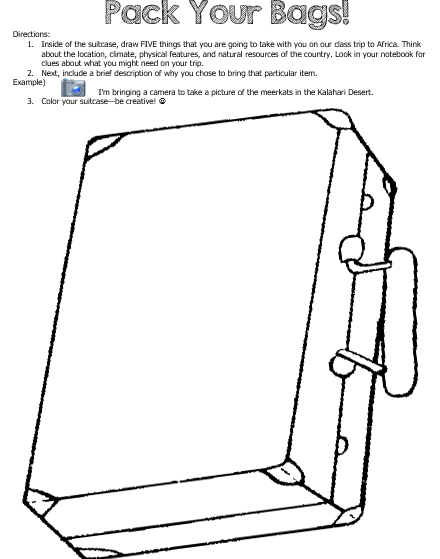 Pack Your Bags!
Directions:
1. Inside of the suitcase, draw FIVE things that you are going to take with you on our class trip to Africa. Think
about the location, climate, physical features, and natural resources of the country. Look in your notebook for
clues about what you might need on your trip.
2. Next, include a brief description of why you chose to bring that particular item.
Example)
I'm bringing a camera to take a picture of the meerkats in the Kalahari Desert.
3. Color your suitcase—be creative! ☺